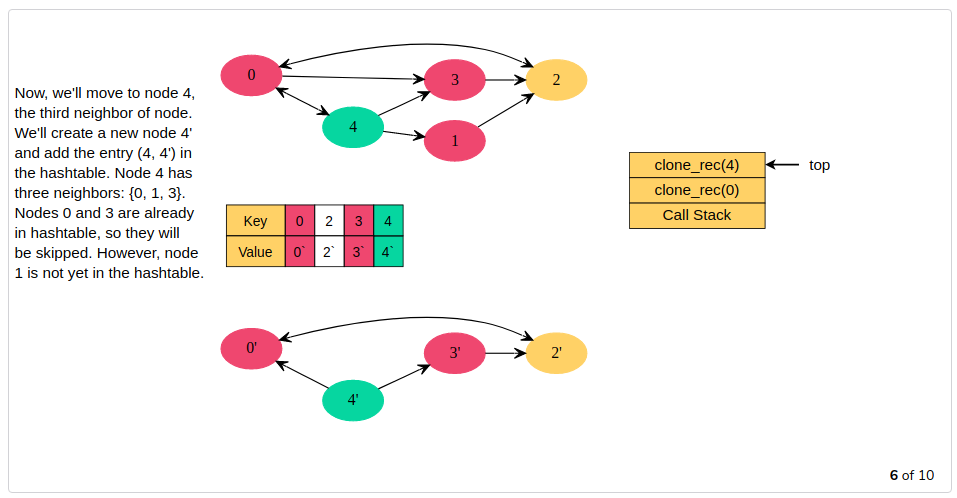 Now, we'll move to node 4,
the third neighbor of node.
We'll create a new node 4'
and add the entry (4, 4') in
the hashtable. Node 4 has
three neighbors: {0, 1, 3}.
Nodes 0 and 3 are already
in hashtable, so they will
be skipped. However, node
1 is not yet in the hashtable.
0
3
2
4
1
Key 0 2 3 4
Value 0` 2` 3` 4`
clone_rec(4) top
clone_rec(0)
Call Stack
0'
3'
2'
4'
6 of 10